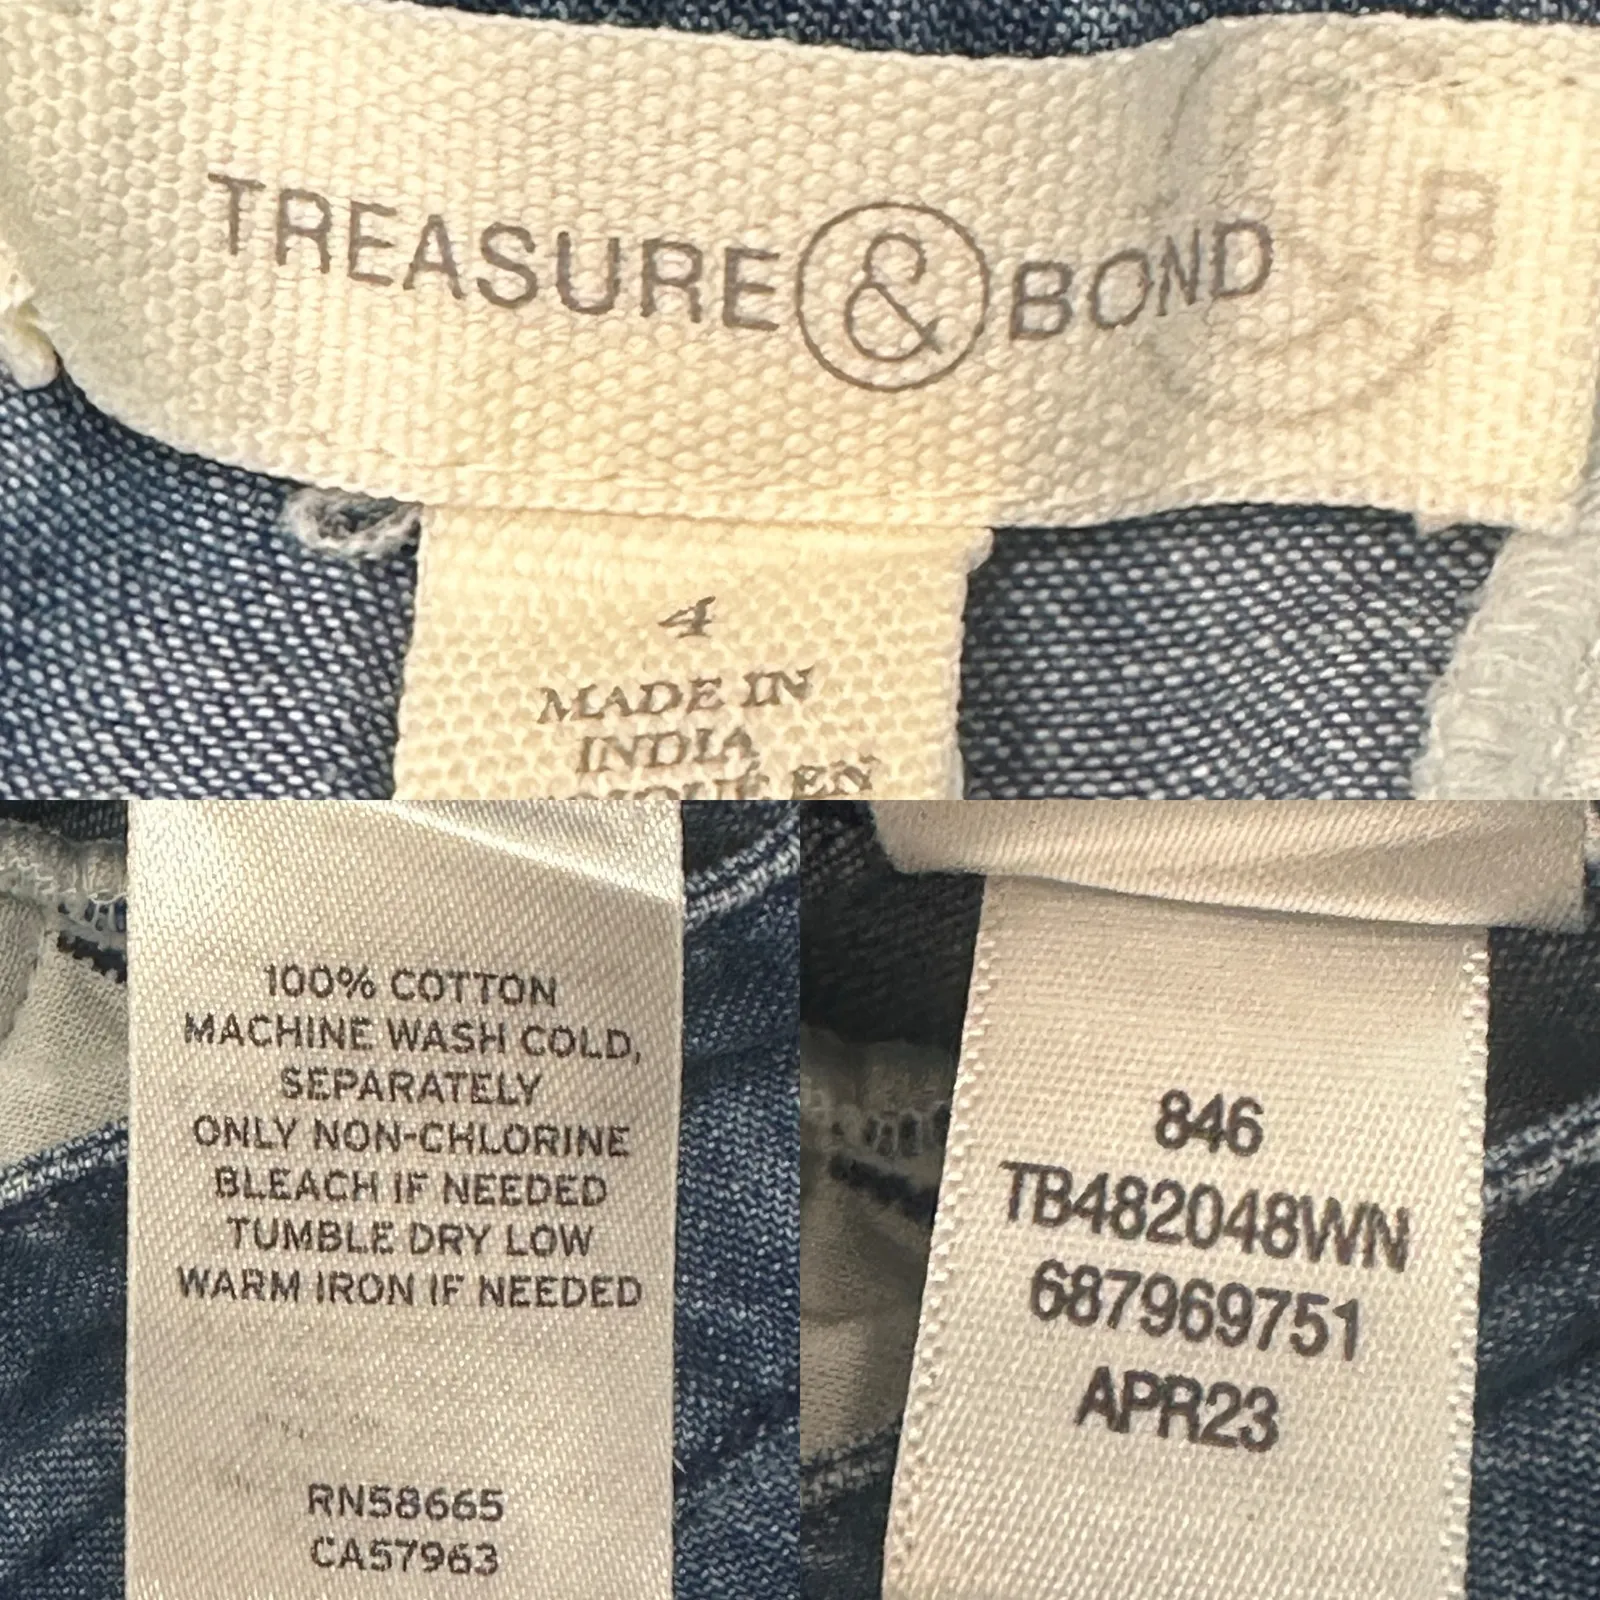 TREASURE & BOND
B
4
MADE IN
INDIA
EN
100% COTTON
MACHINE WASH COLD,
SEPARATELY
ONLY NON-CHLORINE
BLEACH IF NEEDED
TUMBLE DRY LOW
WARM IRON IF NEEDED
RN58665
CA57963
846
TB482048WN
687969751
APR23